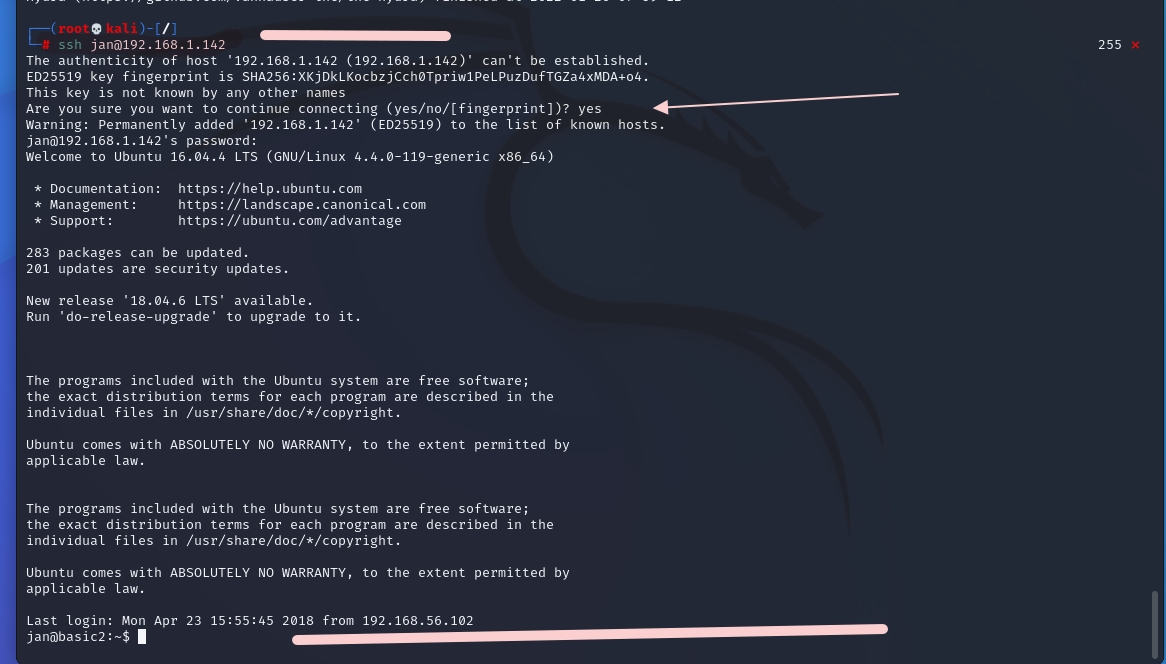 ┌──(root💀kali)-[/]
└─# ssh jan@192.168.1.142 255 ⨯
The authenticity of host '192.168.1.142 (192.168.1.142)' can't be established.
ED25519 key fingerprint is SHA256:XKjDkLKocbzjCch0Tpriw1PeLPuzDufTGZa4xMDA+o4.
This key is not known by any other names
Are you sure you want to continue connecting (yes/no/[fingerprint])? yes
Warning: Permanently added '192.168.1.142' (ED25519) to the list of known hosts.
jan@192.168.1.142's password:
Welcome to Ubuntu 16.04.4 LTS (GNU/Linux 4.4.0-119-generic x86_64)
* Documentation: https://help.ubuntu.com
* Management: https://landscape.canonical.com
* Support: https://ubuntu.com/advantage
283 packages can be updated.
201 updates are security updates.
New release '18.04.6 LTS' available.
Run 'do-release-upgrade' to upgrade to it.
The programs included with the Ubuntu system are free software;
the exact distribution terms for each program are described in the
individual files in /usr/share/doc/*/copyright.
Ubuntu comes with ABSOLUTELY NO WARRANTY, to the extent permitted by
applicable law.
The programs included with the Ubuntu system are free software;
the exact distribution terms for each program are described in the
individual files in /usr/share/doc/*/copyright.
Ubuntu comes with ABSOLUTELY NO WARRANTY, to the extent permitted by
applicable law.
Last login: Mon Apr 23 15:55:45 2018 from 192.168.56.102
jan@basic2:~$